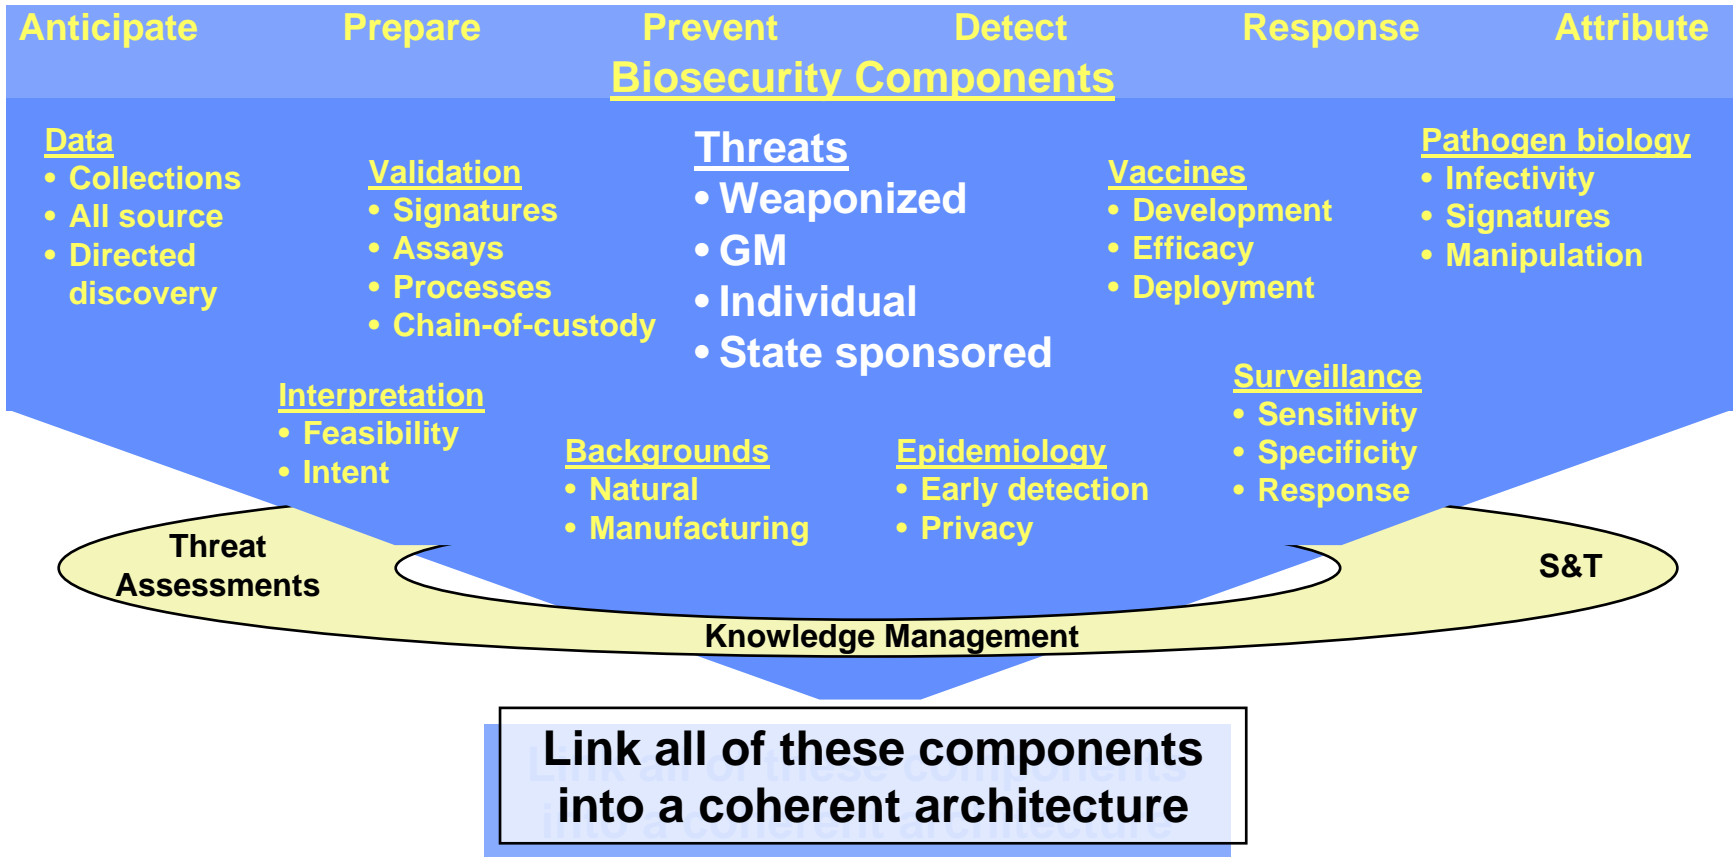 Anticipate Prepare Prevent Detect Response Attribute
Biosecurity Components
Data
• Collections
• All source
• Directed
discovery
Validation
• Signatures
• Assays
• Processes
• Chain-of-custody
Threats
• Weaponized
• GM
• Individual
• State sponsored
Vaccines
• Development
• Efficacy
• Deployment
Pathogen biology
• Infectivity
• Signatures
• Manipulation
Interpretation
• Feasibility
• Intent
Backgrounds
• Natural
• Manufacturing
Epidemiology
• Early detection
• Privacy
Surveillance
• Sensitivity
• Specificity
• Response
Threat
Assessments
S&T
Knowledge Management
Link all of these components
into a coherent architecture